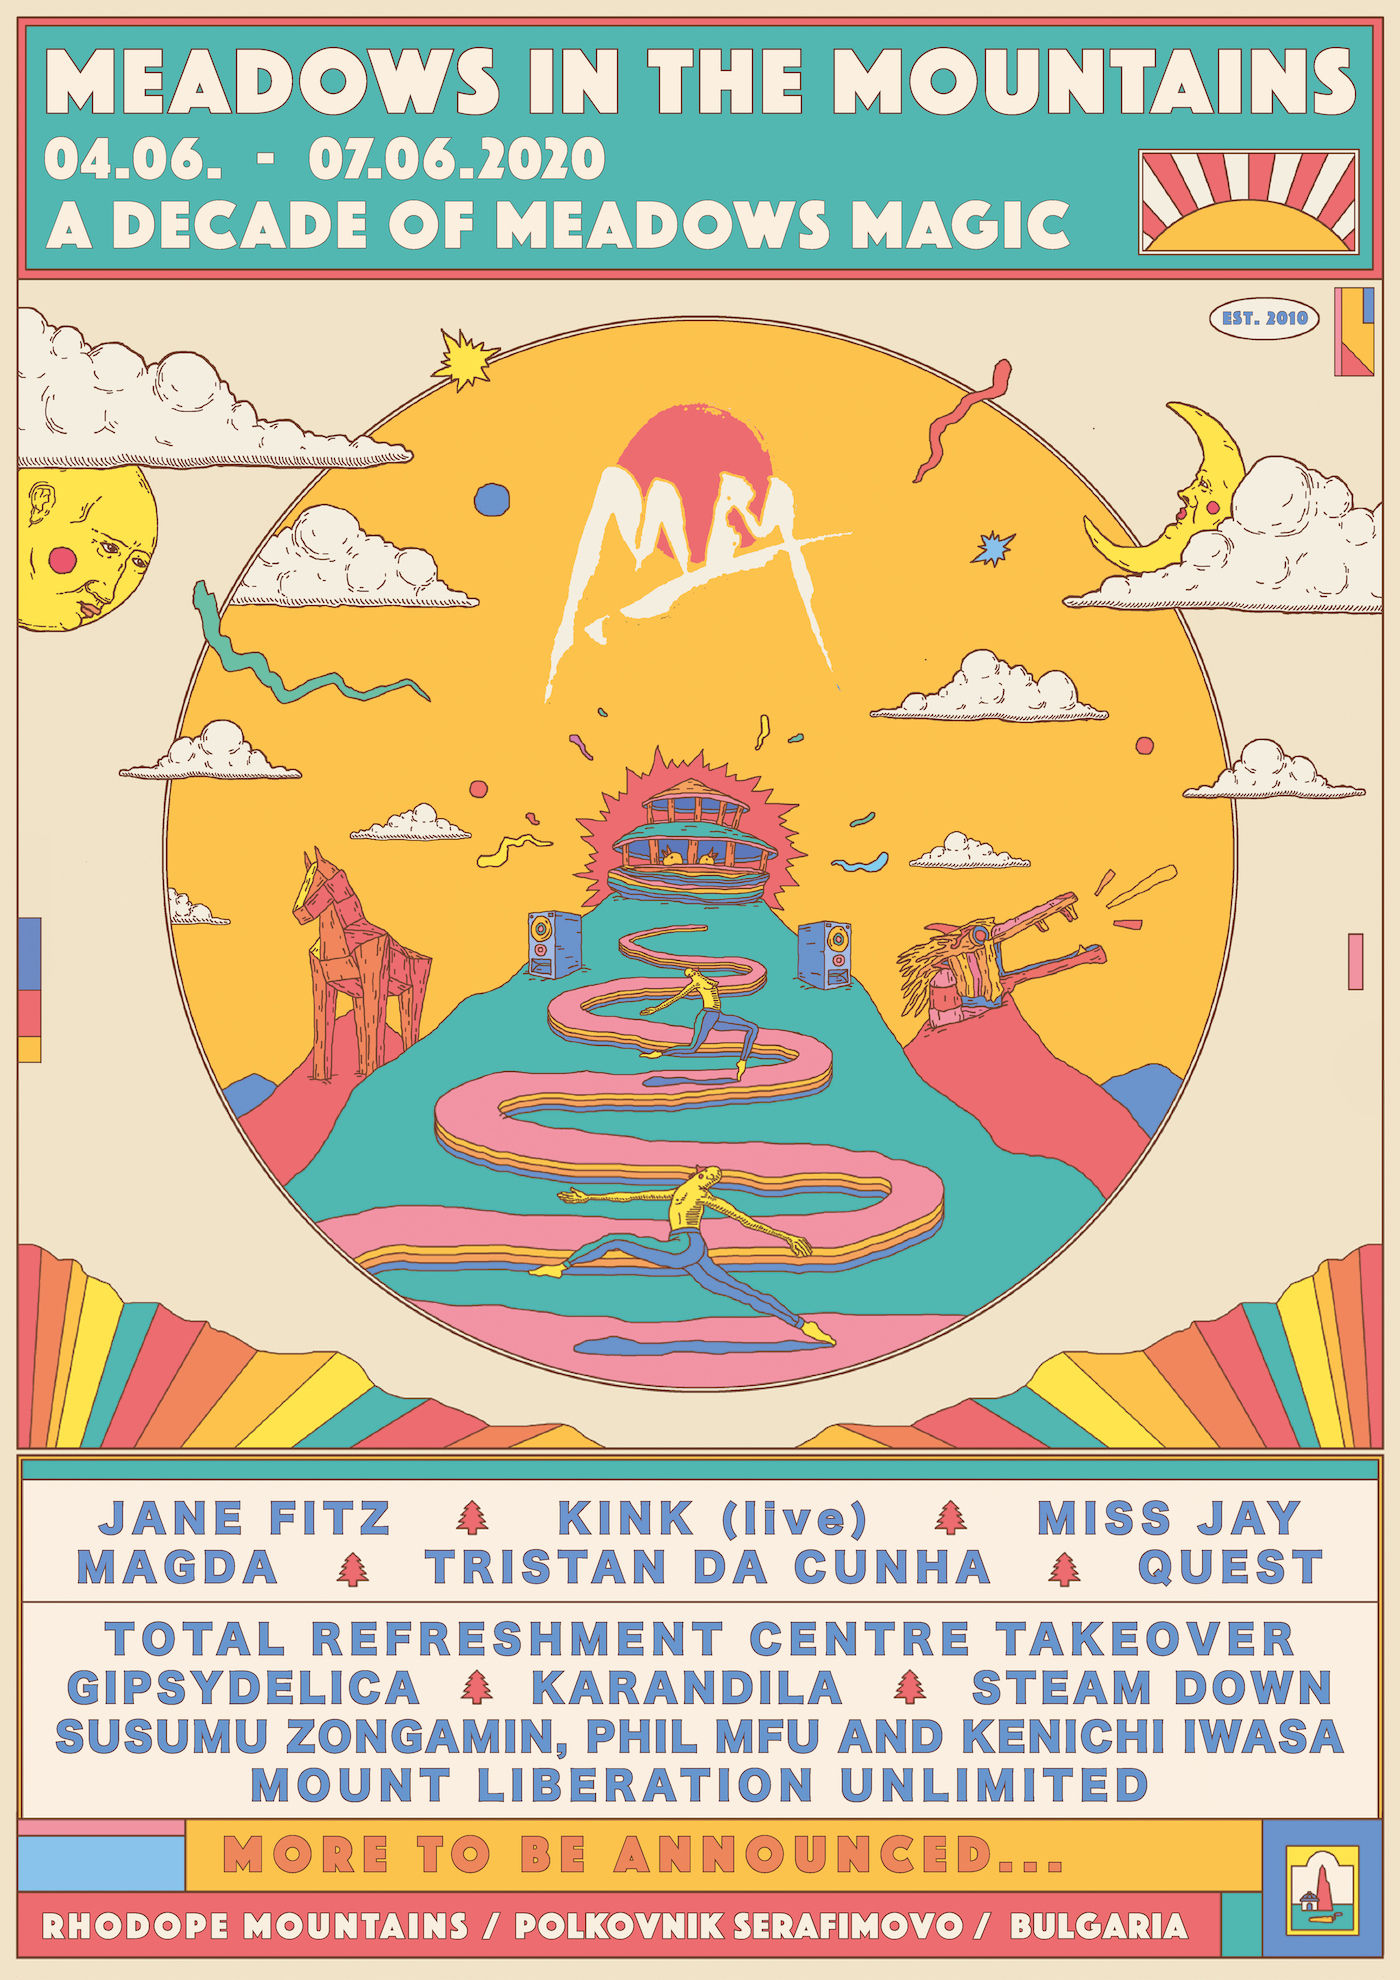 MEADOWS IN THE MOUNTAINS
04.06. - 07.06.2020
A DECADE OF MEADOWS MAGIC
EST. 2010
JANE FITZ KINK (live) MISS JAY
MAGDA TRISTAN DA CUNHA QUEST
TOTAL REFRESHMENT CENTRE TAKEOVER
GIPSYDELICA KARANDILA STEAM DOWN
SUSUMU ZONGAMIN, PHIL MFU AND KENICHI IWASA
MOUNT LIBERATION UNLIMITED
MORE TO BE ANNOUNCED...
RHODOPE MOUNTAINS / POLKOVNIK SERAFIMOVO / BULGARIA